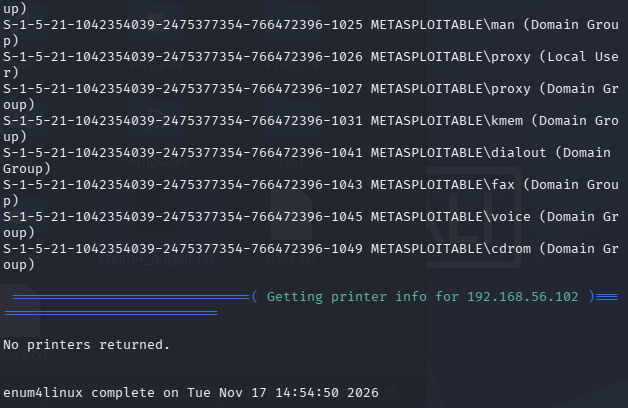 up)
S-1-5-21-1042354039-2475377354-766472396-1025 METASPLOITABLE\man (Domain Grou
p)
S-1-5-21-1042354039-2475377354-766472396-1026 METASPLOITABLE\proxy (Local Use
r)
S-1-5-21-1042354039-2475377354-766472396-1027 METASPLOITABLE\proxy (Domain Gr
oup)
S-1-5-21-1042354039-2475377354-766472396-1031 METASPLOITABLE\kmem (Domain Gro
up)
S-1-5-21-1042354039-2475377354-766472396-1041 METASPLOITABLE\dialout (Domain
Group)
S-1-5-21-1042354039-2475377354-766472396-1043 METASPLOITABLE\fax (Domain Grou
p)
S-1-5-21-1042354039-2475377354-766472396-1045 METASPLOITABLE\voice (Domain Gr
oup)
S-1-5-21-1042354039-2475377354-766472396-1049 METASPLOITABLE\cdrom (Domain Gr
oup)
==============================( Getting printer info for 192.168.56.102 )===
===========================
No printers returned.
enum4linux complete on Tue Nov 17 14:54:50 2026